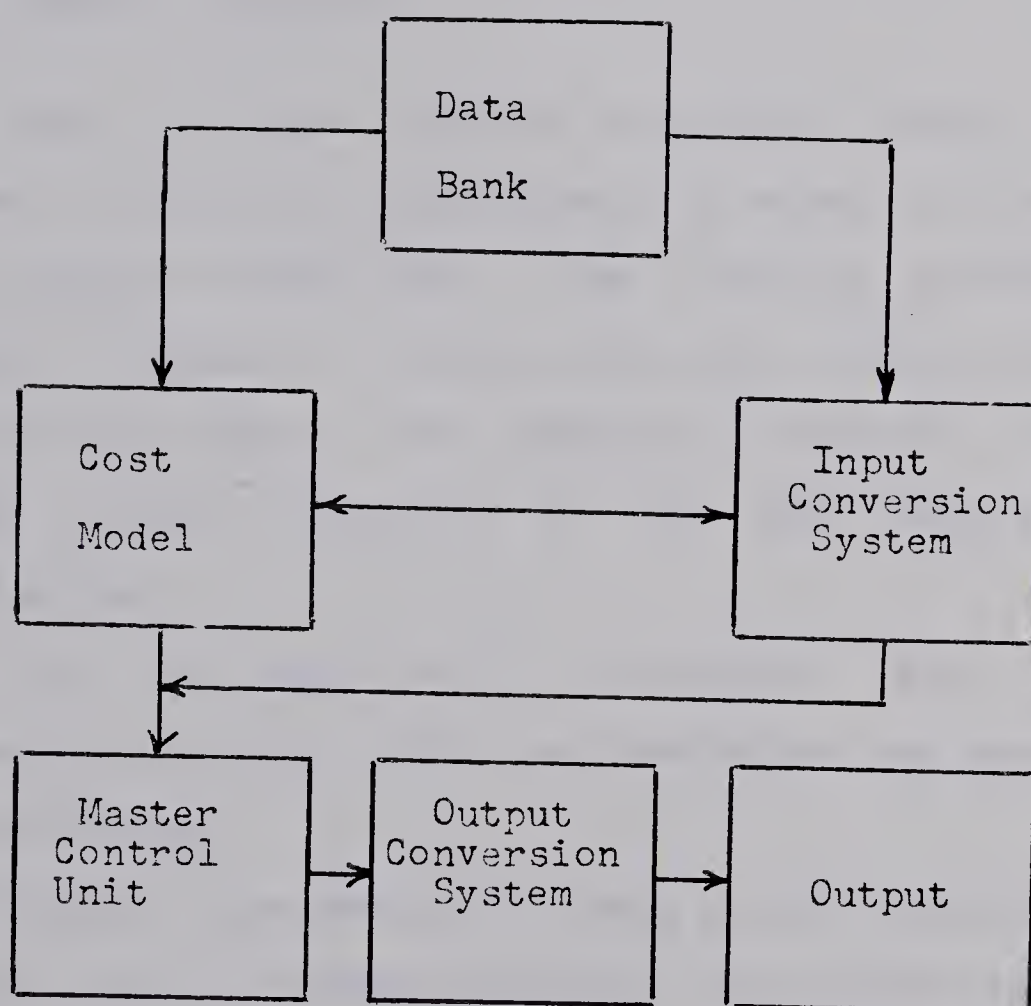 Data
Bank
Cost
Model
Input
Conversion
System
Master
Control
Unit
Output
Conversion
System
Output